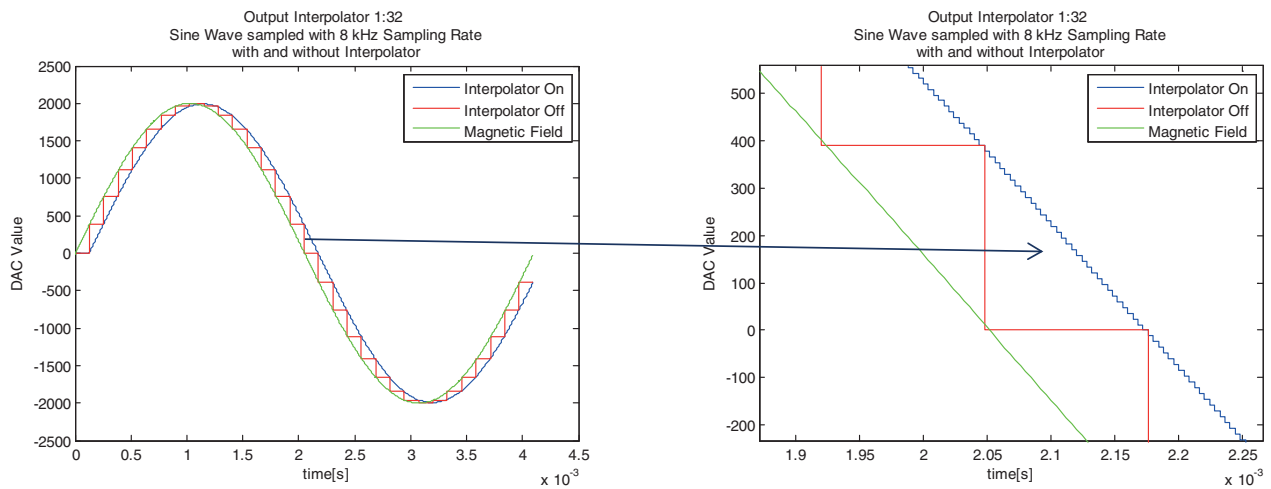 Output Interpolator 1:32
Sine Wave sampled with 8 kHz Sampling Rate
with and without Interpolator
2500
2000
1500
1000
500
0
-500
-1000
-1500
-2000
-2500
DAC Value
Interpolator On
Interpolator Off
Magnetic Field
0
0.5
1
1.5
2
2.5
3
3.5
4
4.5
time[s]
x 10-3
Output Interpolator 1:32
Sine Wave sampled with 8 kHz Sampling Rate
with and without Interpolator
500
400
300
200
100
0
-100
-200
DAC Value
Interpolator On
Interpolator Off
Magnetic Field
1.9
1.95
2
2.05
2.1
2.15
2.2
2.25
time[s]
x 10-3